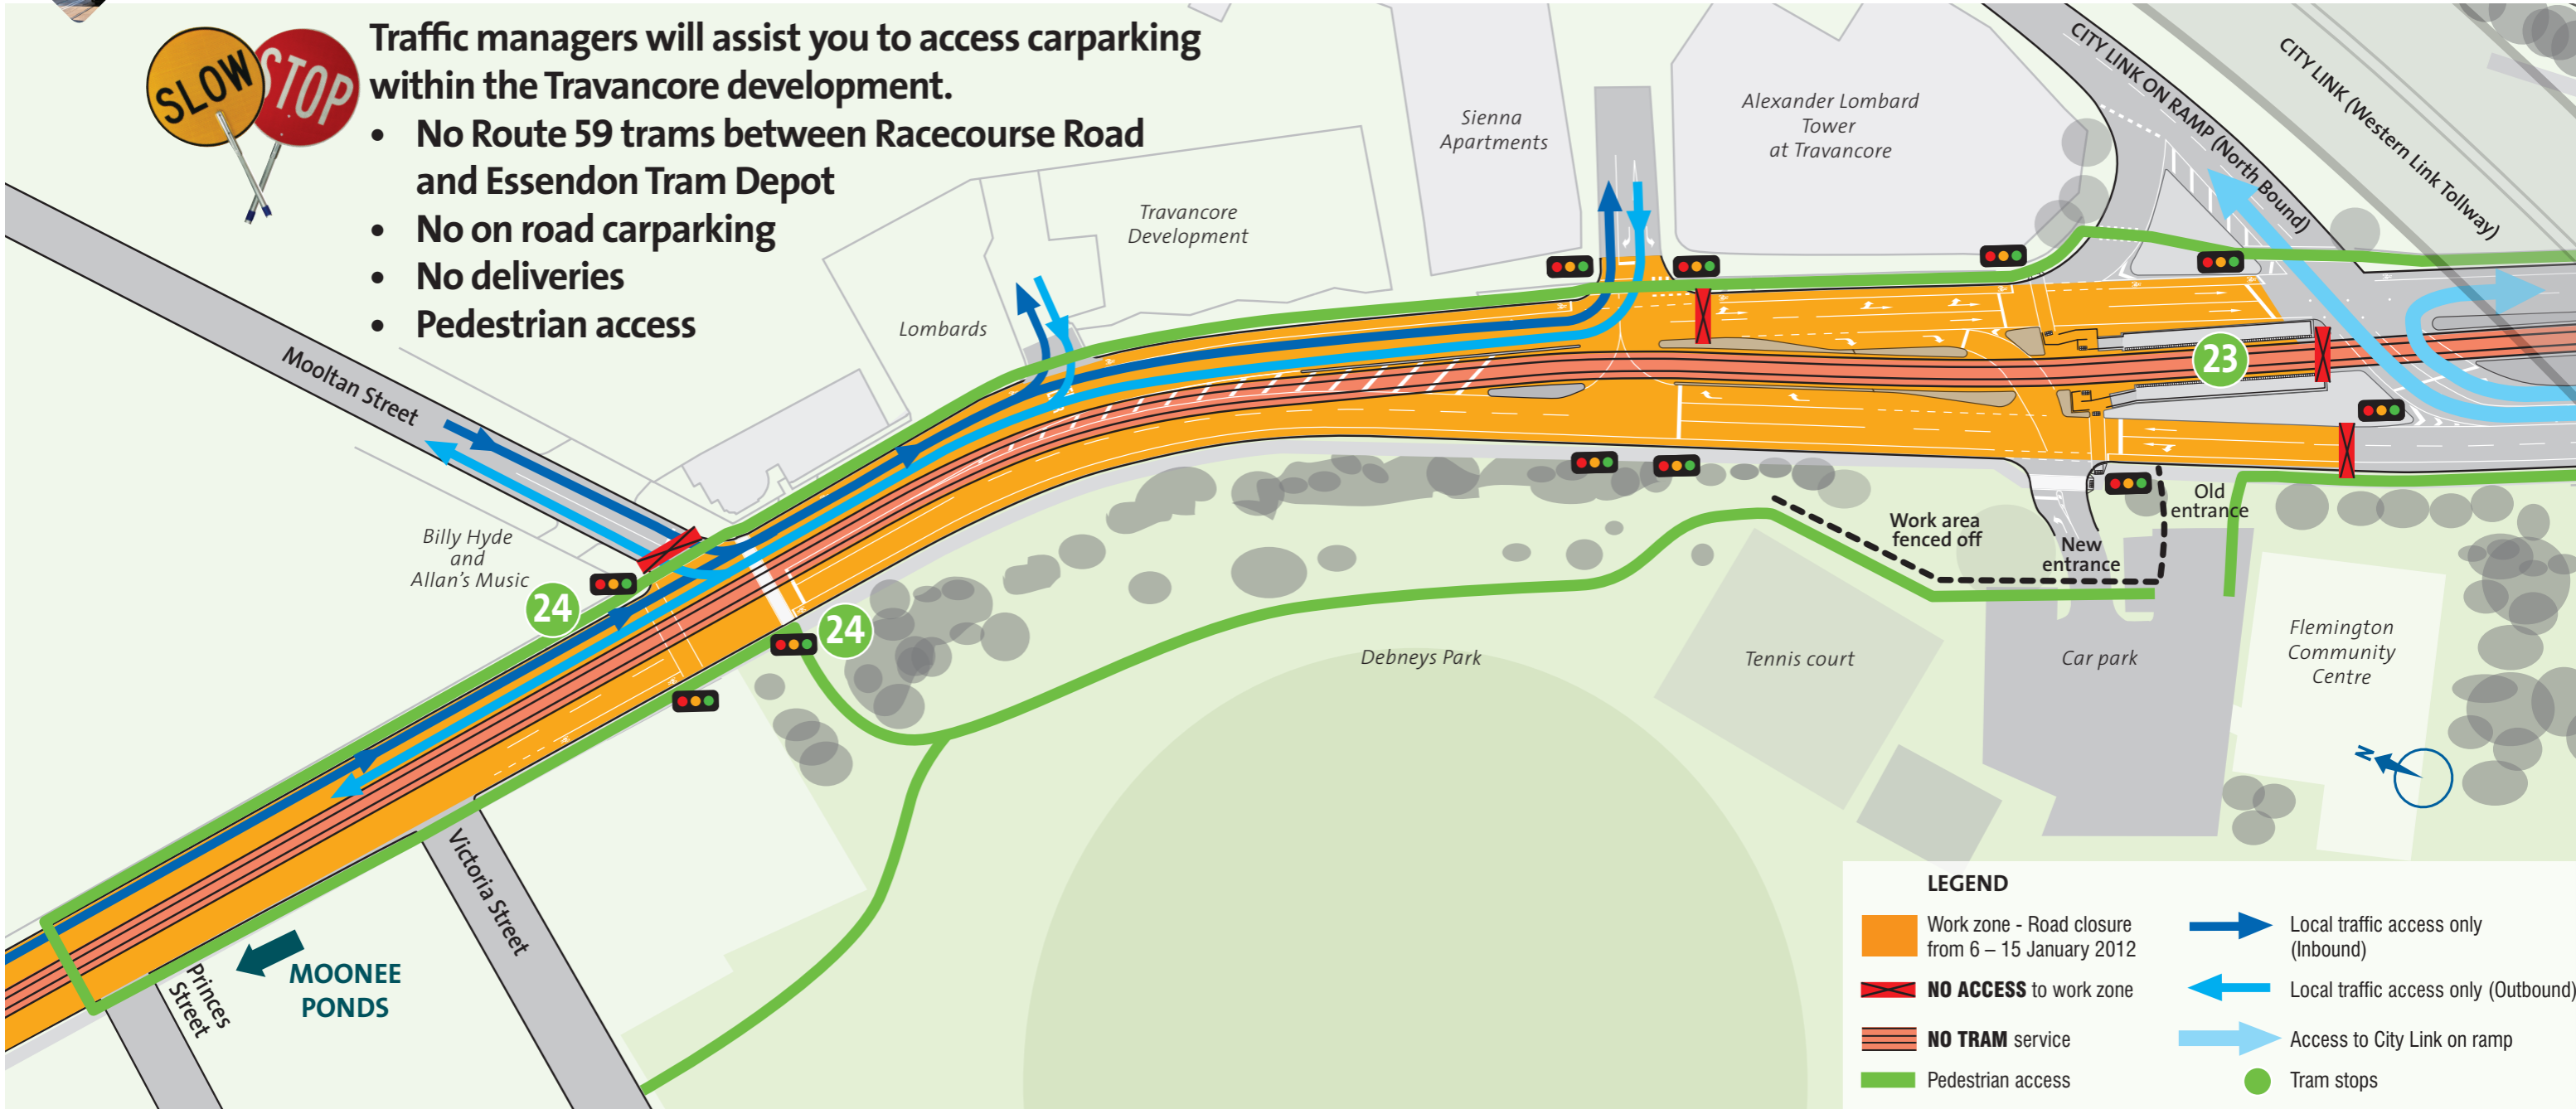 SLOW
STOP
Traffic managers will assist you to access carparking
within the Travancore development.
• No Route 59 trams between Racecourse Road
and Essendon Tram Depot
• No on road carparking
• No deliveries
• Pedestrian access
Sienna
Apartments
Alexander Lombard
Tower
at Travancore
CITY LINK ON RAMP (North Bound)
CITY LINK (Western Link Tollway)
Travancore
Development
Lombards
Mooltan Street
23
Billy Hyde
and
Allan's Music
24
24
Old
entrance
Work area
fenced off
New
entrance
Debneys Park
Tennis court
Car park
Flemington
Community
Centre
N
Victoria Street
Princes
Street
MOONEE
PONDS
LEGEND
Work zone - Road closure
from 6 – 15 January 2012
NO ACCESS to work zone
NO TRAM service
Pedestrian access
Local traffic access only
(Inbound)
Local traffic access only (Outbound)
Access to City Link on ramp
Tram stops